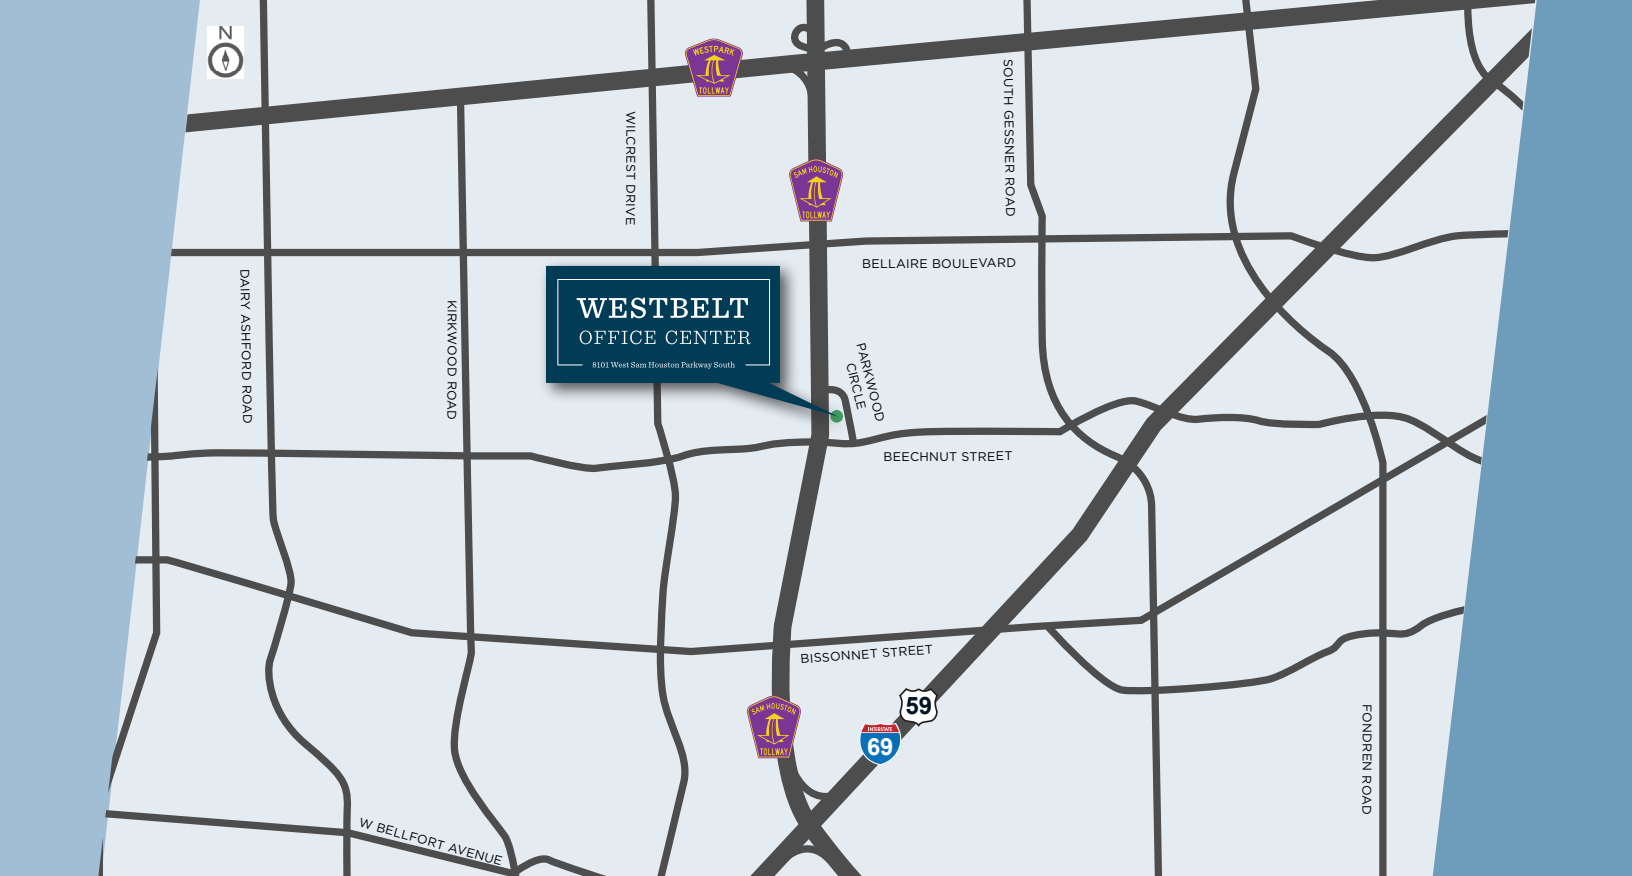 N
WESTPARK
TOLLWAY
WILCREST DRIVE
SOUTH GESSNER ROAD
SAM HOUSTON
TOLLWAY
BELLAIRE BOULEVARD
DAIRY ASHFORD ROAD
KIRKWOOD ROAD
WESTBELT
OFFICE CENTER
8101 West Sam Houston Parkway South
PARKWOOD
CIRCLE
BEECHNUT STREET
BISSONNET STREET
SAM HOUSTON
TOLLWAY
59
INTERSTATE
69
FONDREN ROAD
W BELLFORT AVENUE